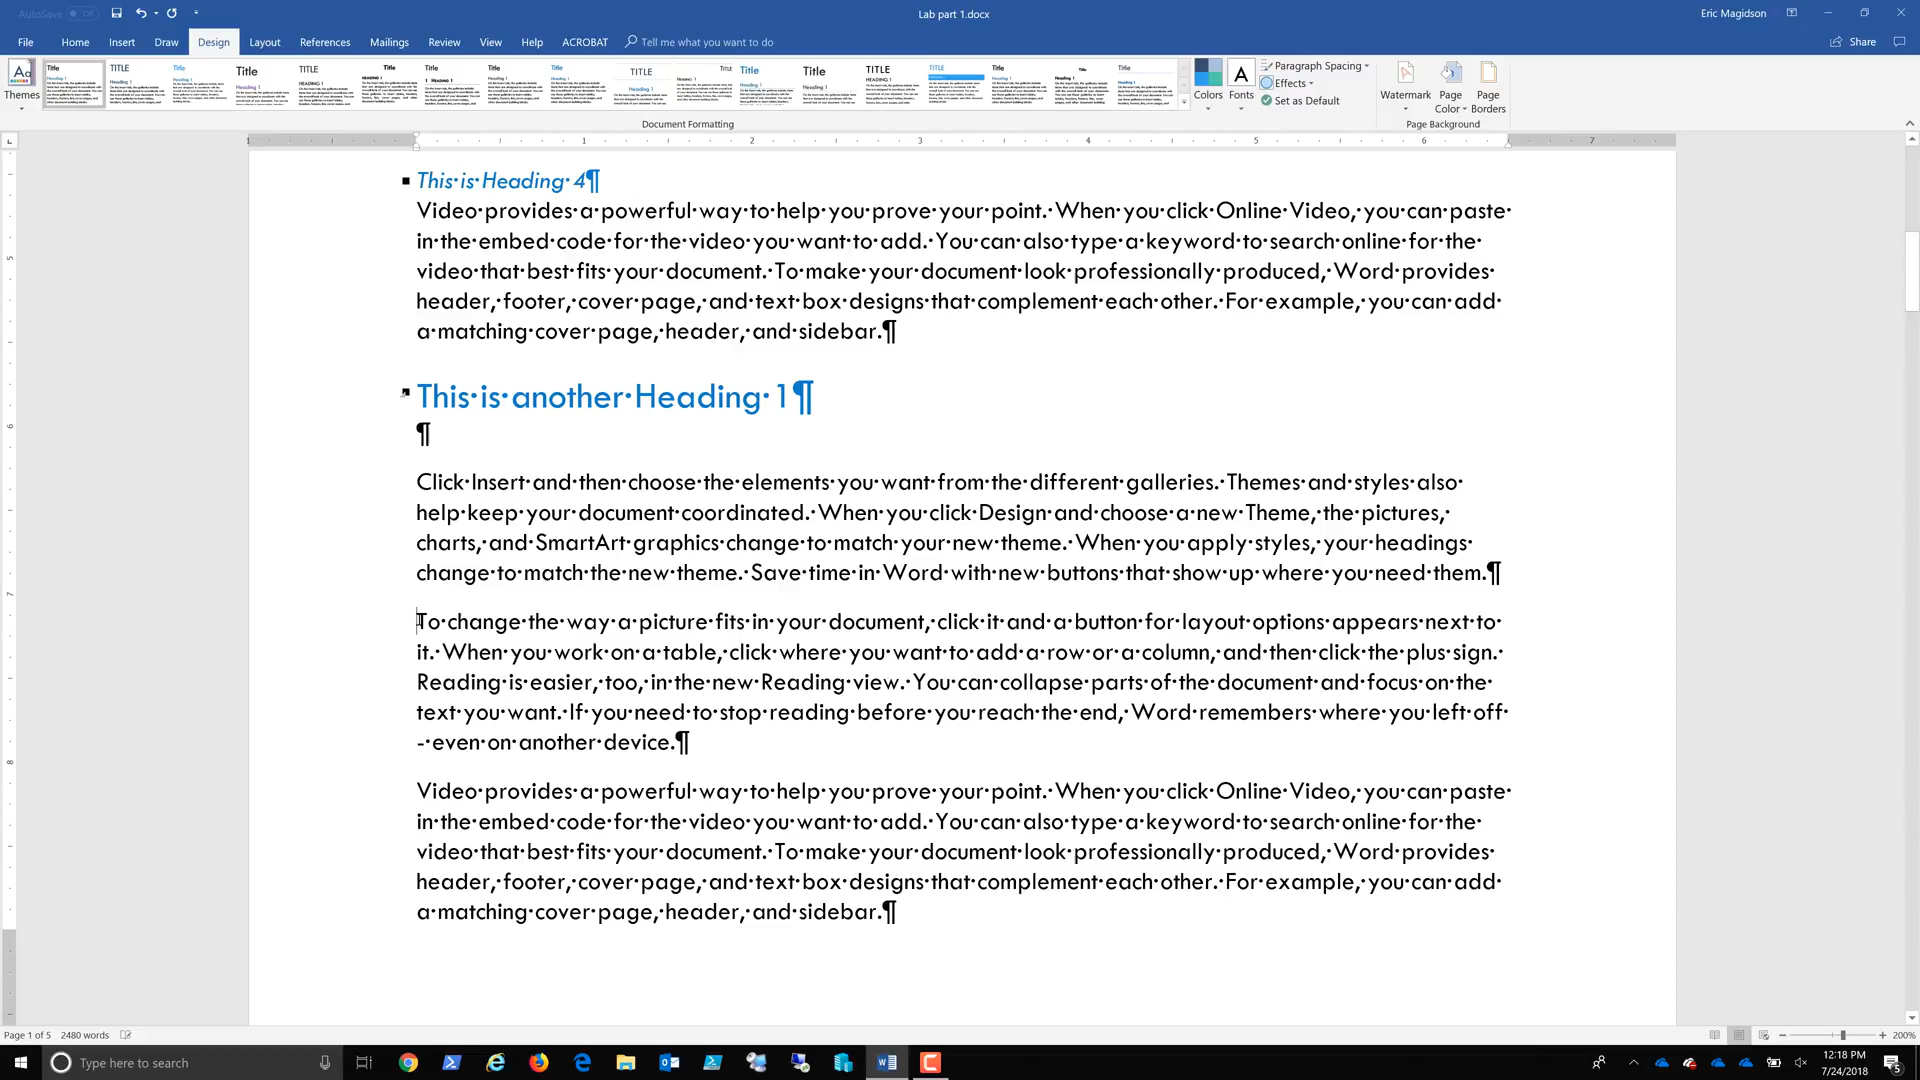 AutoSave Off
Lab part 1.docx
Eric Magidson
File Home Insert Draw Design Layout References Mailings Review View Help ACROBAT Tell me what you want to do
Share
Themes
Title
Heading 1
TITLE
Heading 1
Title
Heading 1
Title
Heading 1
TITLE
HEADING 1
Title
HEADING 1
Title
1 HEADING 1
Title
Heading 1
Title
Heading 1
TITLE
Heading 1
TITLE
HEADING 1
Title
Heading 1
Title
Heading 1
TITLE
HEADING 1
TITLE
HEADING 1
Title
Heading 1
Title
Heading 1
Title
Heading 1
Colors
Fonts
Paragraph Spacing
Effects
Set as Default
Watermark
Page Color
Page Borders
Document Formatting
Page Background
1 1 2 3 4 5 6 7
This·is·Heading·4¶
Video·provides·a·powerful·way·to·help·you·prove·your·point.·When·you·click·Online·Video,·you·can·paste·
in·the·embed·code·for·the·video·you·want·to·add.·You·can·also·type·a·keyword·to·search·online·for·the·
video·that·best·fits·your·document.·To·make·your·document·look·professionally·produced,·Word·provides·
header,·footer,·cover·page,·and·text·box·designs·that·complement·each·other.·For·example,·you·can·add·
a·matching·cover·page,·header,·and·sidebar.¶
This·is·another·Heading·1¶
¶
Click·Insert·and·then·choose·the·elements·you·want·from·the·different·galleries.·Themes·and·styles·also·
help·keep·your·document·coordinated.·When·you·click·Design·and·choose·a·new·Theme,·the·pictures,·
charts,·and·SmartArt·graphics·change·to·match·your·new·theme.·When·you·apply·styles,·your·headings·
change·to·match·the·new·theme.·Save·time·in·Word·with·new·buttons·that·show·up·where·you·need·them.¶
To·change·the·way·a·picture·fits·in·your·document,·click·it·and·a·button·for·layout·options·appears·next·to·
it.·When·you·work·on·a·table,·click·where·you·want·to·add·a·row·or·a·column,·and·then·click·the·plus·sign.·
Reading·is·easier,·too,·in·the·new·Reading·view.·You·can·collapse·parts·of·the·document·and·focus·on·the·
text·you·want.·If·you·need·to·stop·reading·before·you·reach·the·end,·Word·remembers·where·you·left·off·
-·even·on·another·device.¶
Video·provides·a·powerful·way·to·help·you·prove·your·point.·When·you·click·Online·Video,·you·can·paste·
in·the·embed·code·for·the·video·you·want·to·add.·You·can·also·type·a·keyword·to·search·online·for·the·
video·that·best·fits·your·document.·To·make·your·document·look·professionally·produced,·Word·provides·
header,·footer,·cover·page,·and·text·box·designs·that·complement·each·other.·For·example,·you·can·add·
a·matching·cover·page,·header,·and·sidebar.¶
5
6
7
8
Page 1 of 5 2480 words
200%
Type here to search
12:18 PM
7/24/2018
5